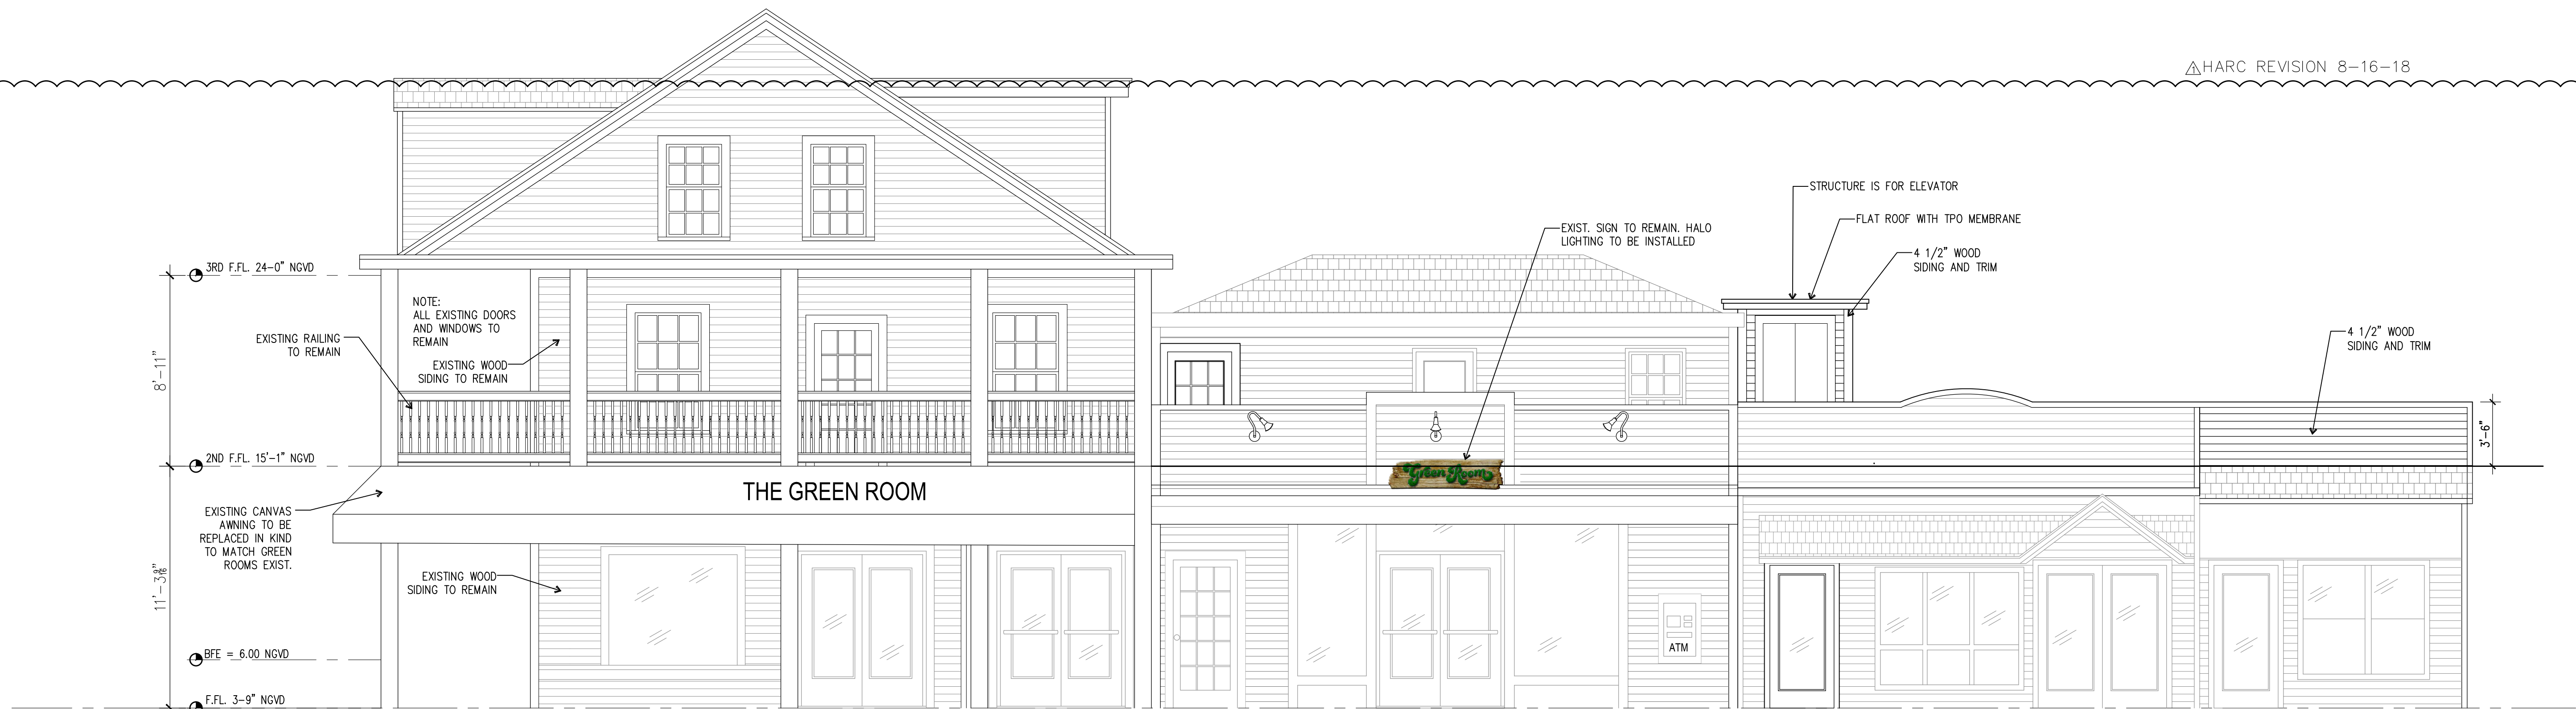 HARC REVISION 8-16-18
STRUCTURE IS FOR ELEVATOR
FLAT ROOF WITH TPO MEMBRANE
EXIST. SIGN TO REMAIN. HALO
LIGHTING TO BE INSTALLED
4 1/2" WOOD
SIDING AND TRIM
3RD F.FL. 24-0" NGVD
NOTE:
ALL EXISTING DOORS
AND WINDOWS TO
REMAIN
EXISTING RAILING
TO REMAIN
EXISTING WOOD
SIDING TO REMAIN
4 1/2" WOOD
SIDING AND TRIM
8'-11"
3'-6"
2ND F.FL. 15'-1" NGVD
THE GREEN ROOM
Green Room
EXISTING CANVAS
AWNING TO BE
REPLACED IN KIND
TO MATCH GREEN
ROOMS EXIST.
EXISTING WOOD
SIDING TO REMAIN
11'-3 9/16"
ATM
BFE = 6.00 NGVD
F.FL. 3-9" NGVD